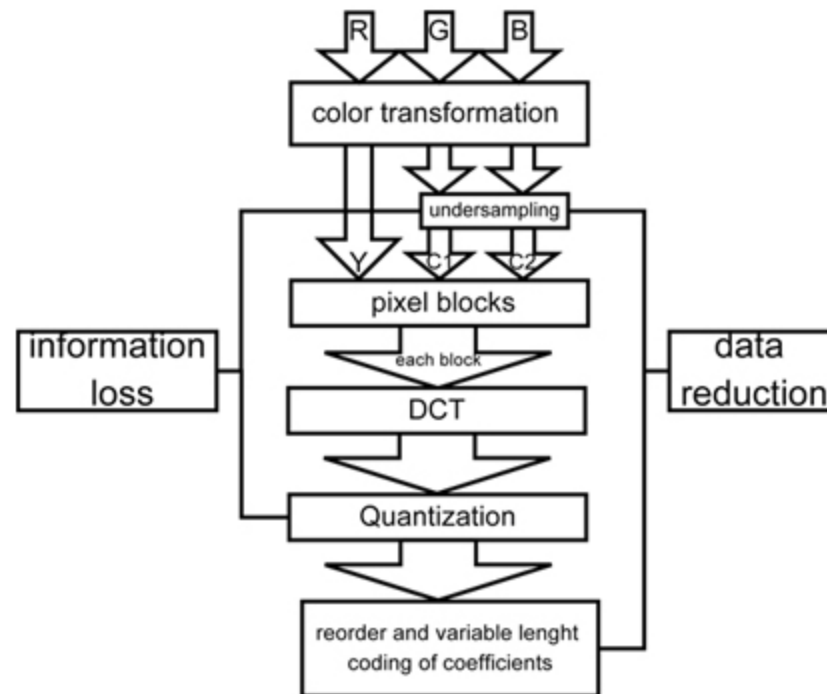 R G B
color transformation
undersampling
Y C1 C2
pixel blocks
each block
information
loss
data
reduction
DCT
Quantization
reorder and variable lenght
coding of coefficients